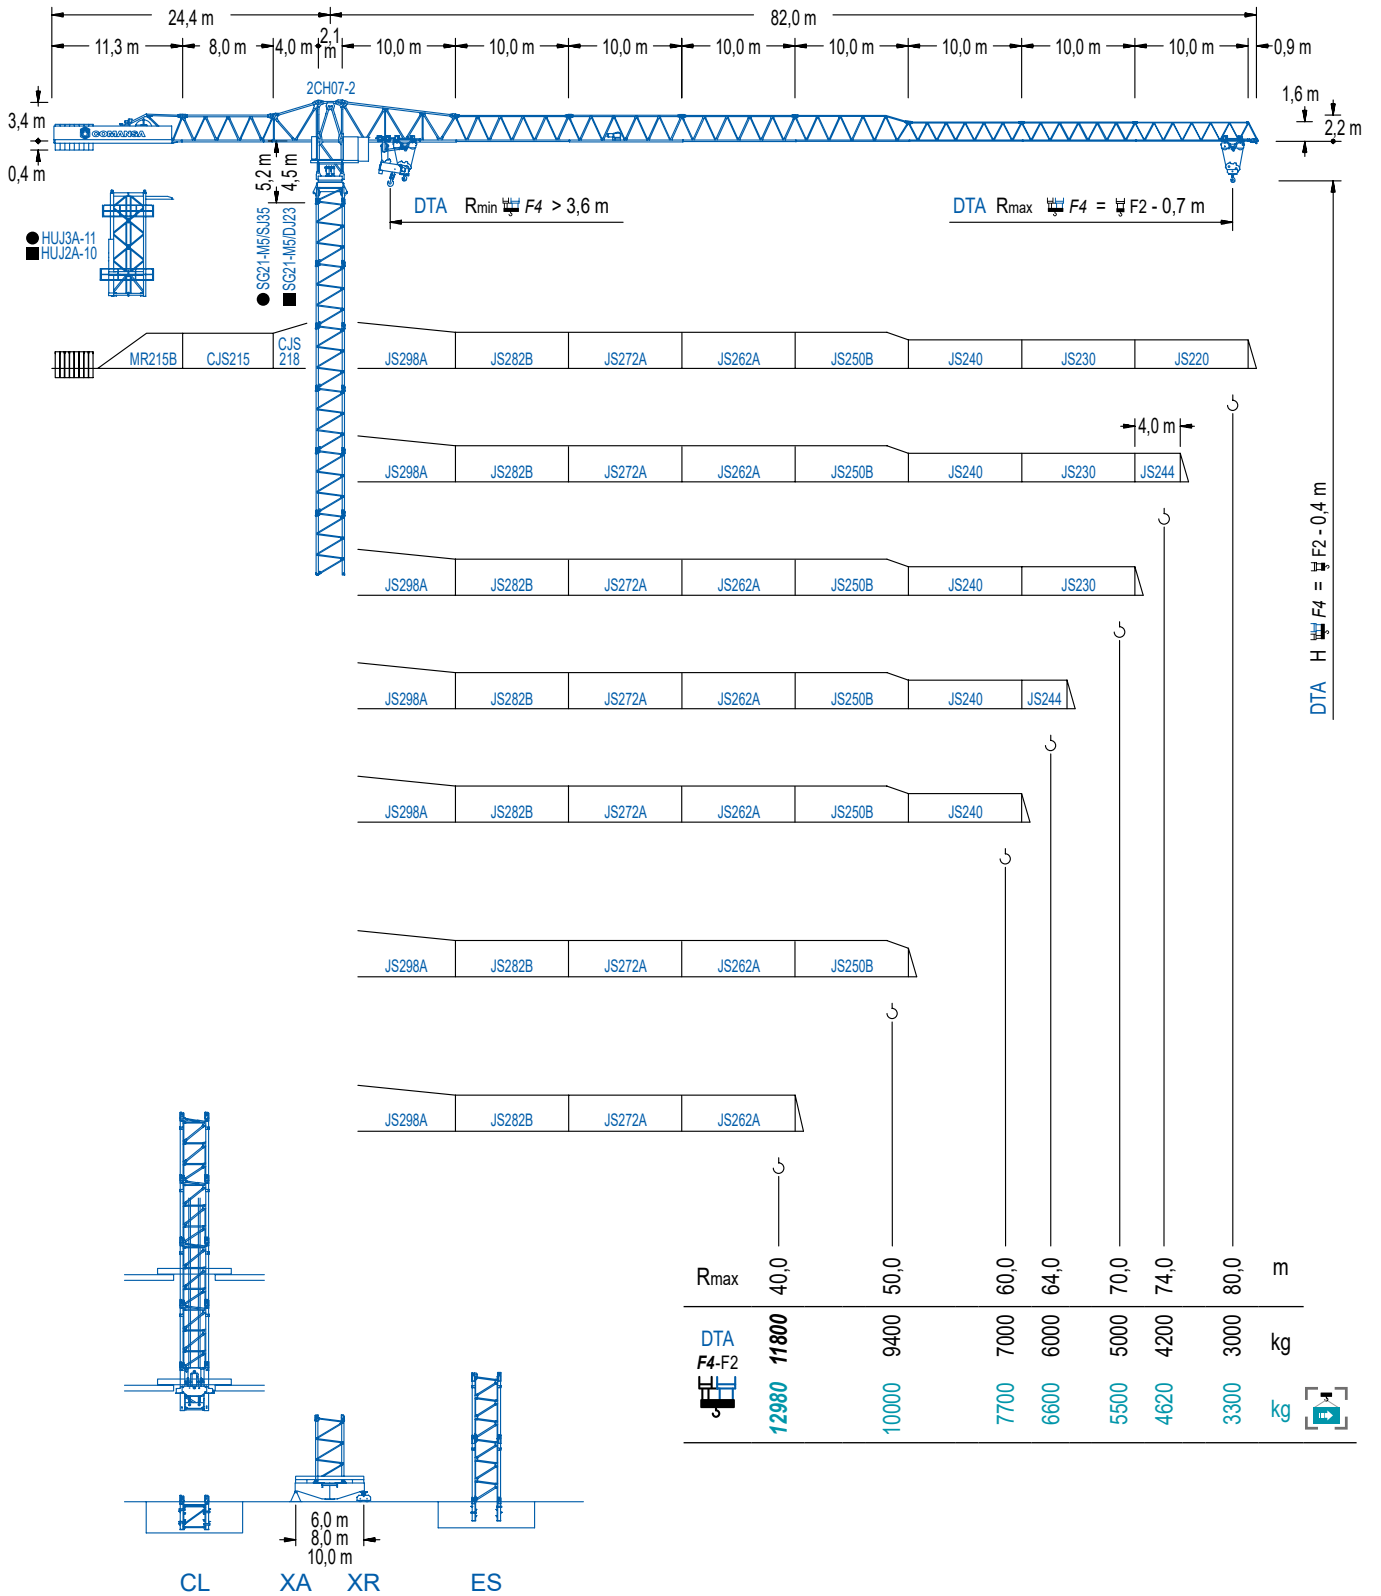 24,4 m 82,0 m
11,3 m 8,0 m 4,0 m 2,1 m 10,0 m 10,0 m 10,0 m 10,0 m 10,0 m 10,0 m 10,0 m 10,0 m 0,9 m
2CH07-2
1,6 m
3,4 m
2,2 m
COMANSA
0,4 m
5,2 m
4,5 m
DTA Rmin F4 > 3,6 m
DTA Rmax F4 = F2 - 0,7 m
HUJ3A-11
HUJ2A-10
SG21-M5/SJ35
SG21-M5/DJ23
MR215B CJS215 CJS 218 JS298A JS282B JS272A JS262A JS250B JS240 JS230 JS220
4,0 m
JS298A JS282B JS272A JS262A JS250B JS240 JS230 JS244
DTA H F4 = F2 - 0,4 m
JS298A JS282B JS272A JS262A JS250B JS240 JS230
JS298A JS282B JS272A JS262A JS250B JS240 JS244
JS298A JS282B JS272A JS262A JS250B JS240
JS298A JS282B JS272A JS262A JS250B
JS298A JS282B JS272A JS262A
Rmax 40,0 50,0 60,0 64,0 70,0 74,0 80,0 m
DTA 11800 9400 7000 6000 5000 4200 3000 kg
F4-F2
12980 10000 7700 6600 5500 4620 3300 kg
6,0 m
8,0 m
10,0 m
CL XA XR ES